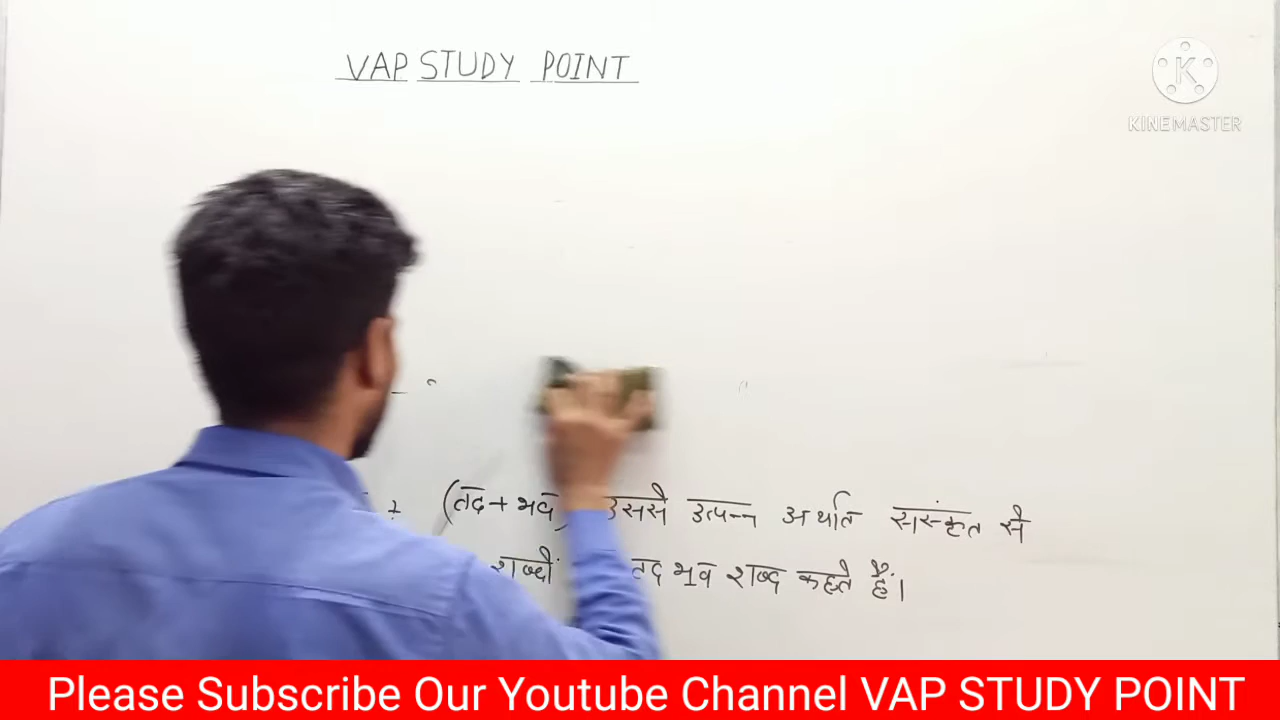 VAP STUDY POINT
K
KINEMASTER
(तद + भव) उससे उत्पन्न अर्थात संस्कृत से
शब्दों तद भव शब्द कहते हैं।
Please Subscribe Our Youtube Channel VAP STUDY POINT